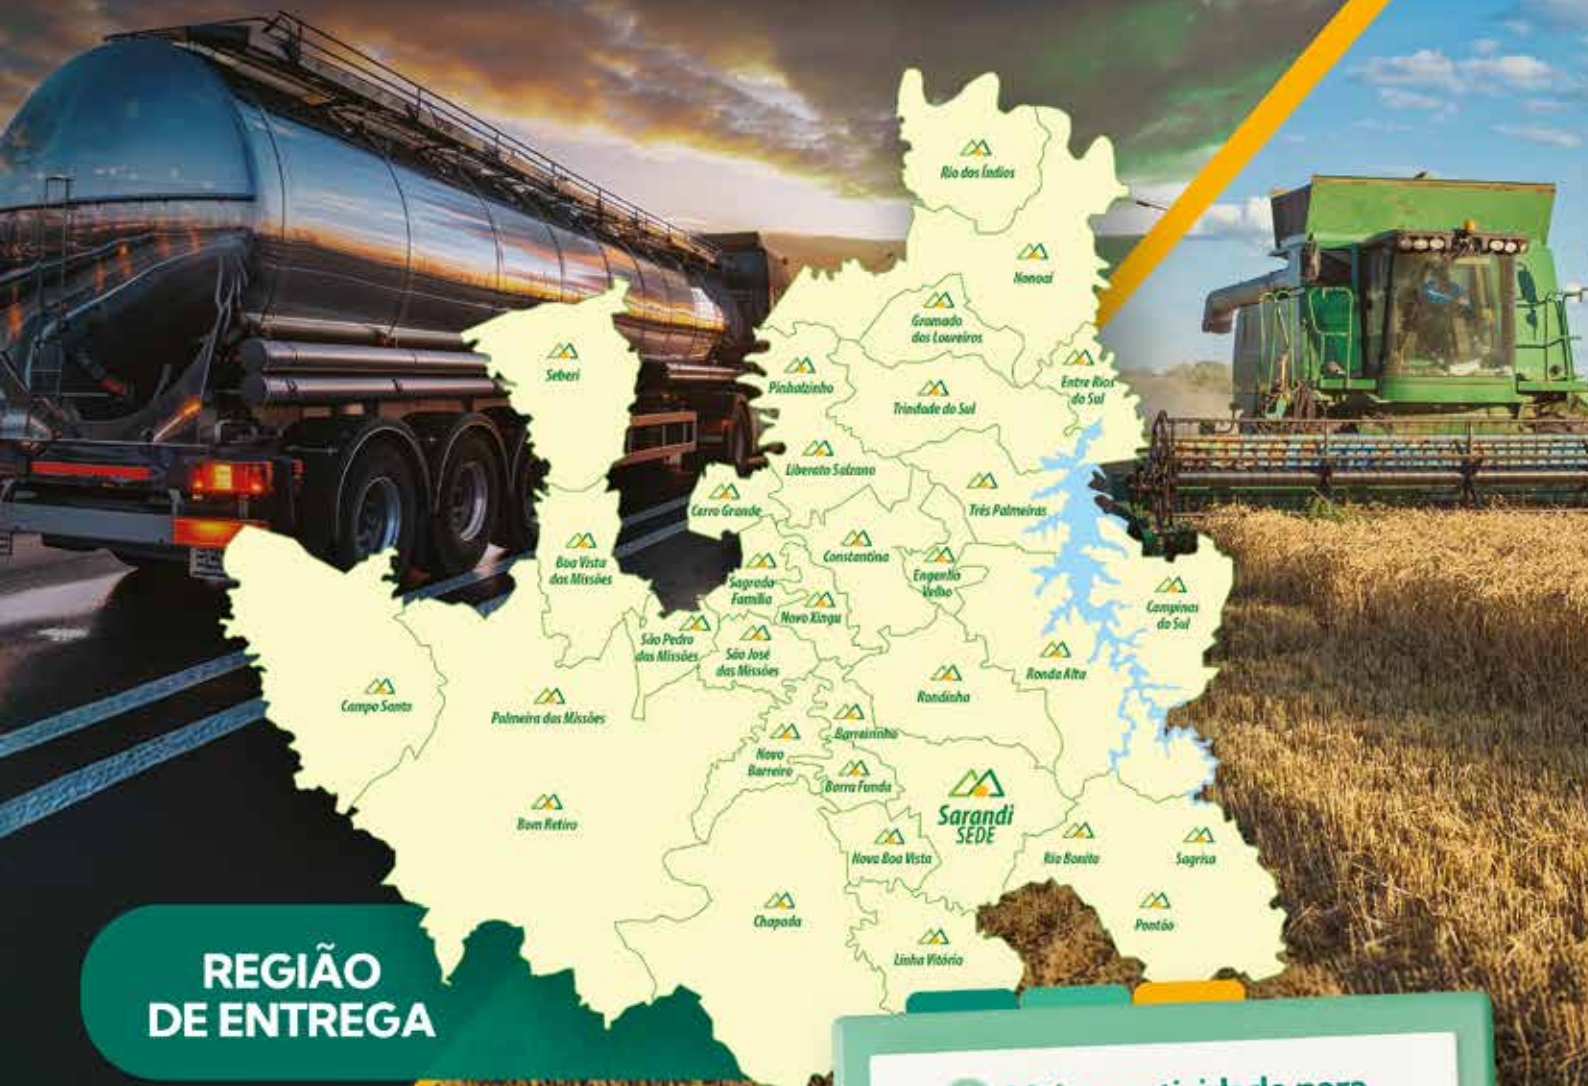 Rio dos Índios
Nonoai
Gramado
dos Loureiros
Seberi
Pinhalzinho
Entre Rios
do Sul
Trindade do Sul
Liberato Salzano
Cerro Grande
Três Palmeiras
Constantina
Boa Vista
das Missões
Sagrada
Família
Engenho
Velho
Novo Xingu
Campinas
do Sul
São Pedro
das Missões
São José
das Missões
Ronda Alta
Rondinha
Campo Santo
Palmeira das Missões
Barreirinho
Novo
Barreiro
Barra Funda
Bom Retiro
Sarandi
SEDE
Nova Boa Vista
Rio Bonito
Sagrisa
Chapada
Pontão
Linha Vitória
REGIÃO
DE ENTREGA